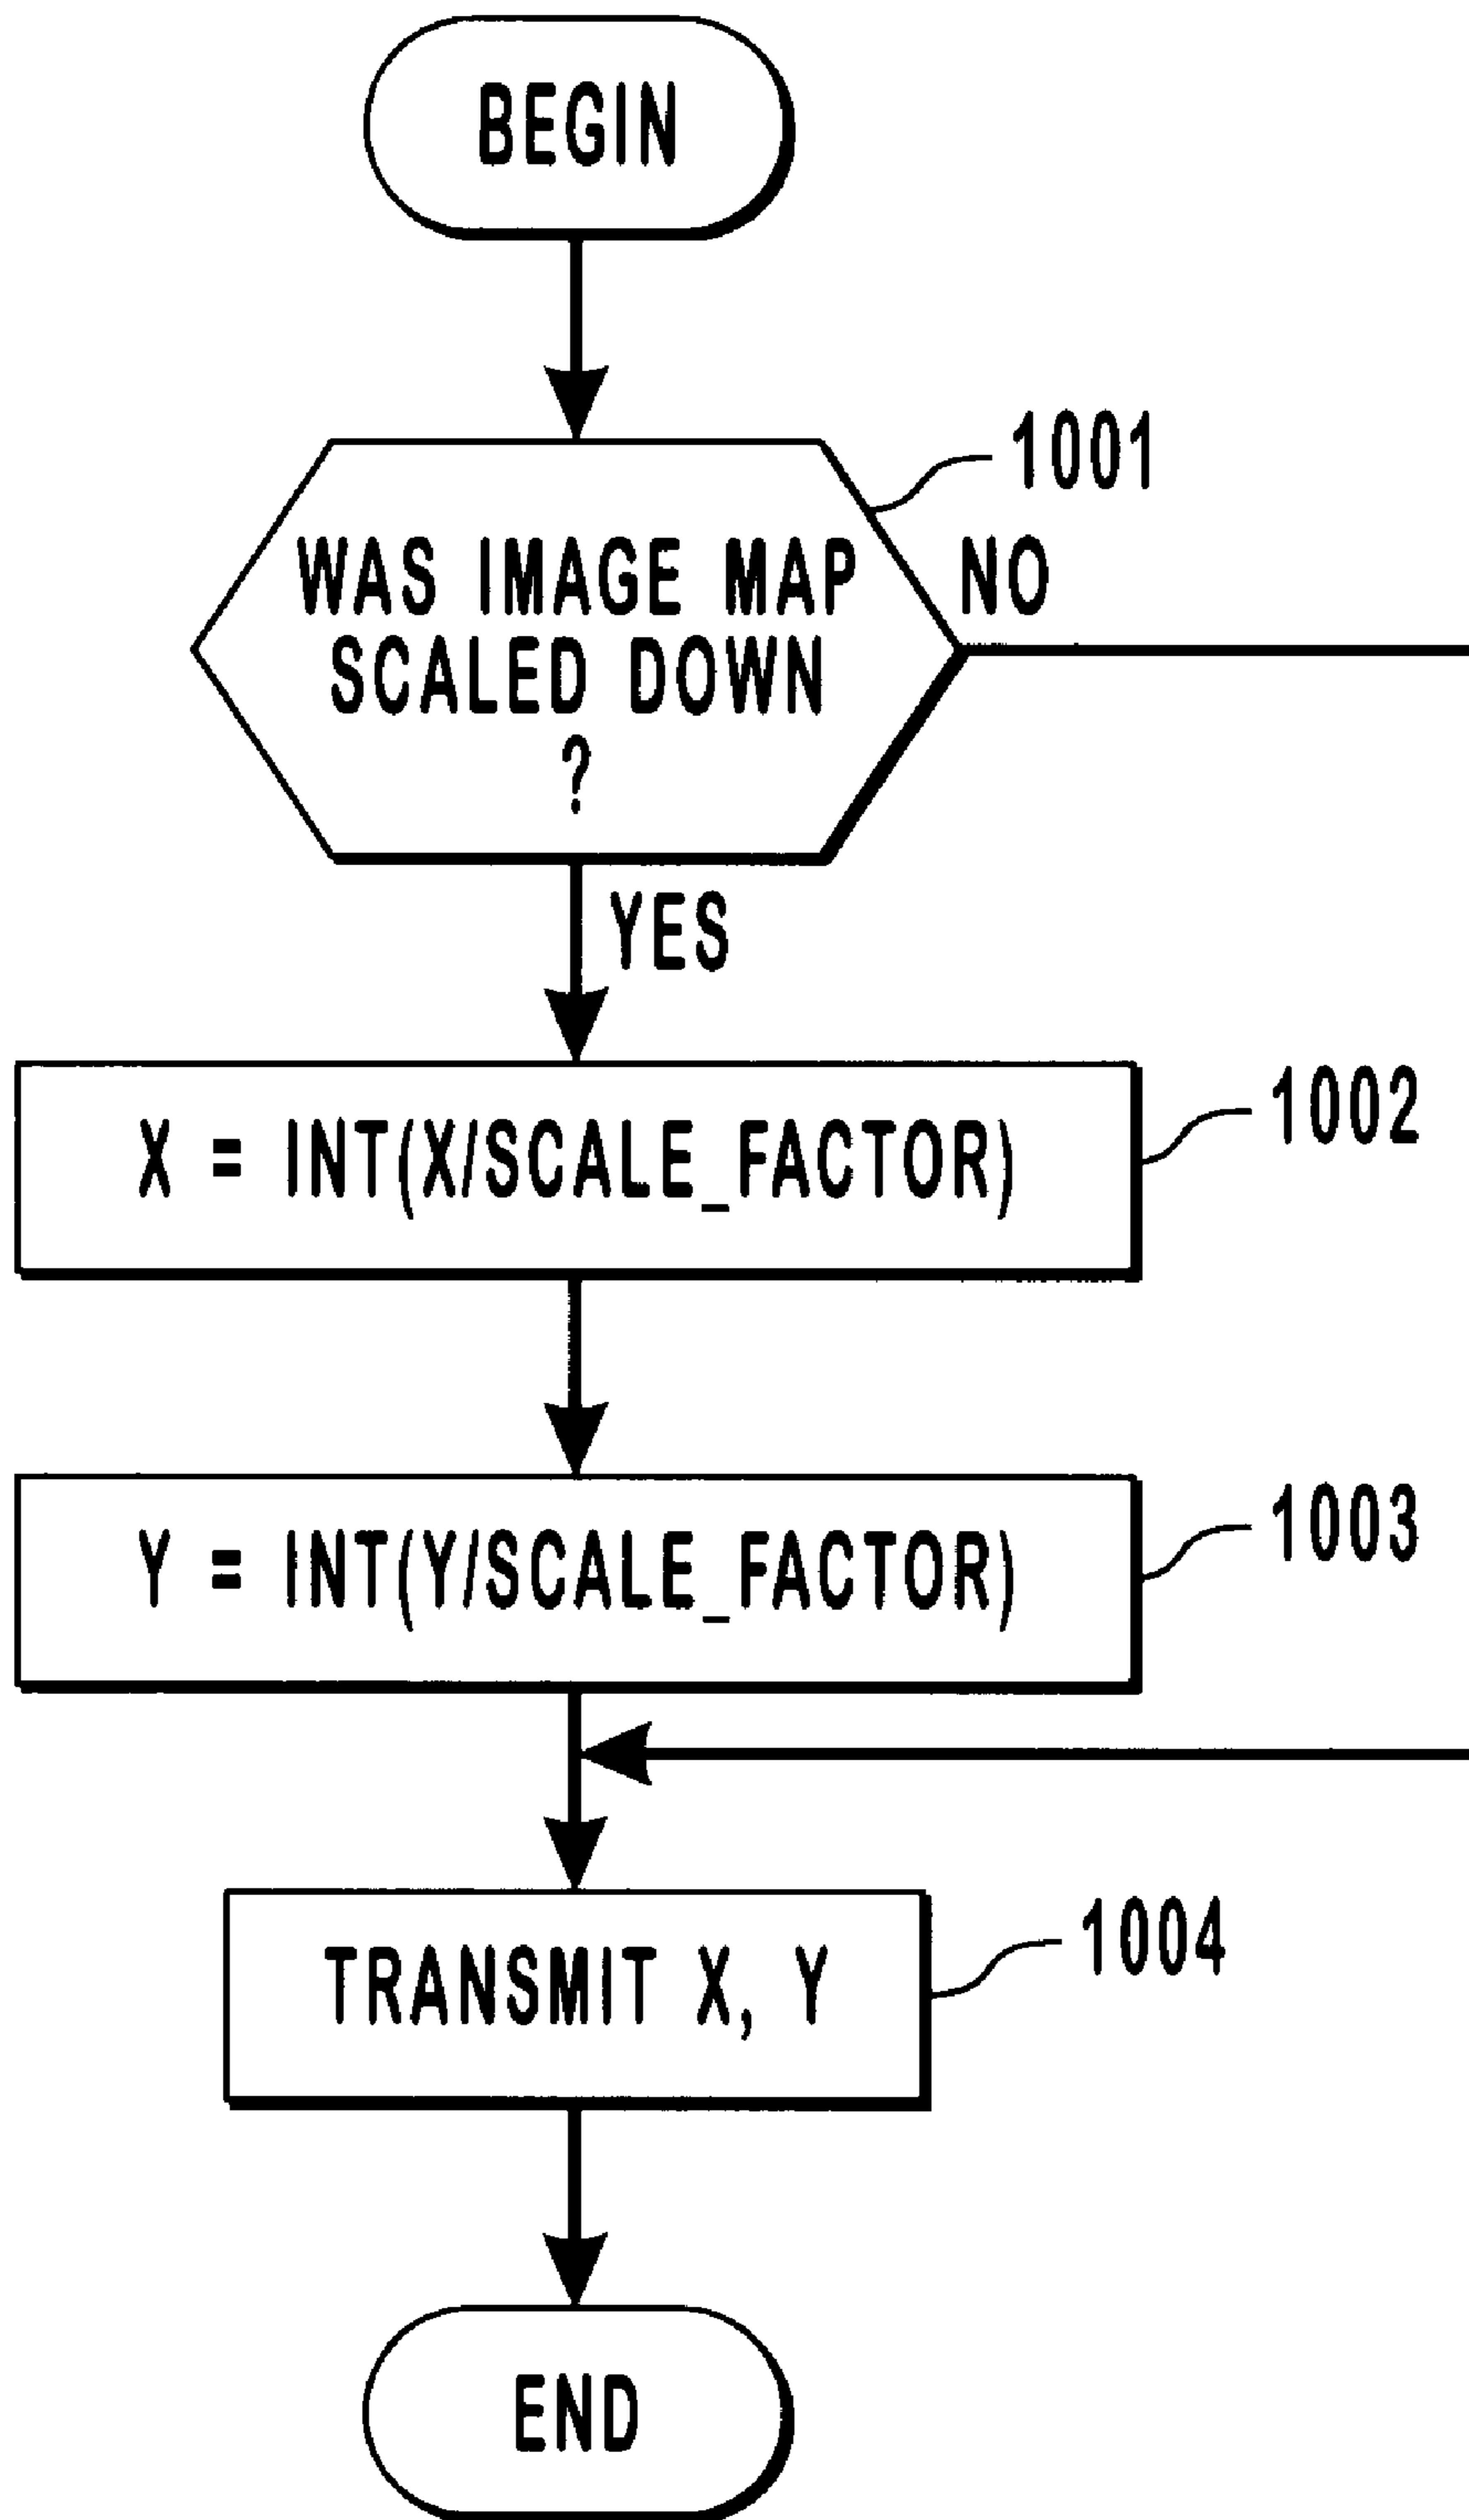 BEGIN
1001
WAS IMAGE MAP
SCALED DOWN
?
NO
YES
1002
X = INT(X/SCALE_FACTOR)
1003
Y = INT(Y/SCALE_FACTOR)
1004
TRANSMIT X, Y
END